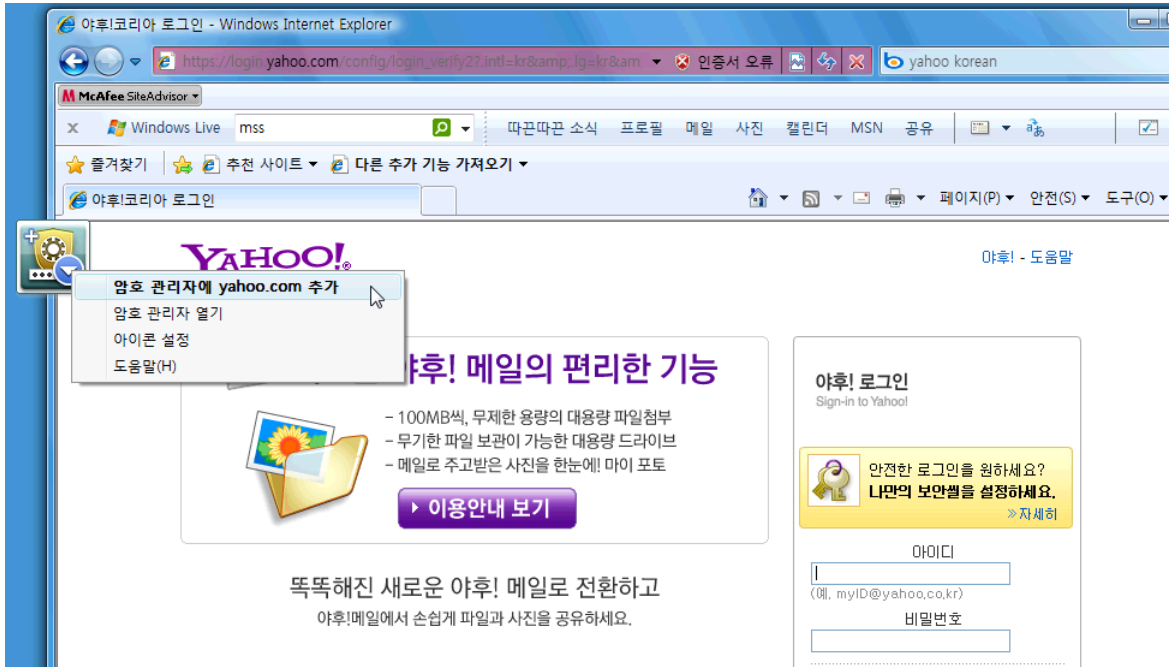 야후!코리아 로그인 - Windows Internet Explorer
https://login.yahoo.com/config/login_verify2?.intl=kr&amp;.lg=kr&am 인증서 오류 yahoo korean
McAfee SiteAdvisor
x Windows Live mss 따끈따끈 소식 프로필 메일 사진 캘린더 MSN 공유
즐겨찾기 추천 사이트 다른 추가 기능 가져오기
야후!코리아 로그인 페이지(P) 안전(S) 도구(O)
YAHOO!
야후! - 도움말
암호 관리자에 yahoo.com 추가
암호 관리자 열기
아이콘 설정
도움말(H)
후! 메일의 편리한 기능
- 100MB씩, 무제한 용량의 대용량 파일첨부
- 무기한 파일 보관이 가능한 대용량 드라이브
- 메일로 주고받은 사진을 한눈에! 마이 포토
이용안내 보기
똑똑해진 새로운 야후! 메일로 전환하고
야후!메일에서 손쉽게 파일과 사진을 공유하세요.
야후! 로그인
Sign-in to Yahoo!
안전한 로그인을 원하세요?
나만의 보안씰을 설정하세요.
»자세히
아이디
(예, myID@yahoo.co.kr)
비밀번호